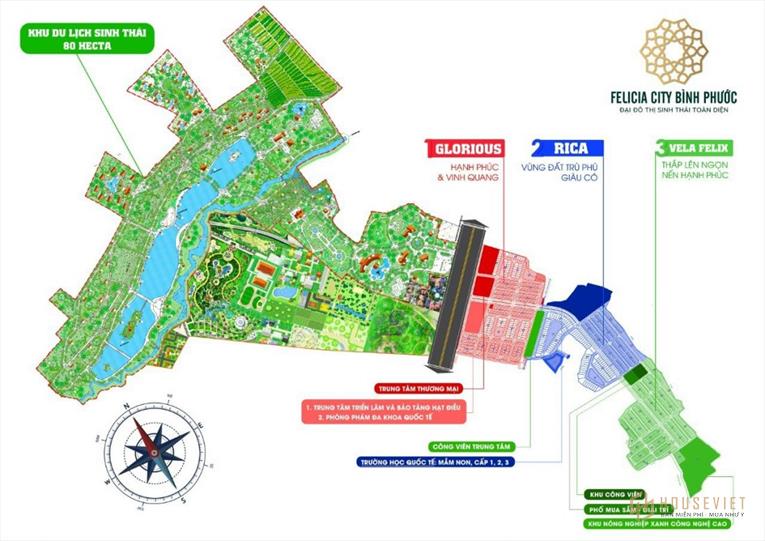 KHU DU LỊCH SINH THÁI
80 HECTA
FELICIA CITY BÌNH PHƯỚC
ĐẠI ĐÔ THỊ SINH THÁI TOÀN DIỆN
1 GLORIOUS
HẠNH PHÚC
& VINH QUANG
2 RICA
VÙNG ĐẤT TRÙ PHÚ
GIÀU CÓ
3 VELA FELIX
THẮP LÊN NGỌN
NẾN HẠNH PHÚC
TRUNG TÂM THƯƠNG MẠI
1. TRUNG TÂM TRIỂN LÃM VÀ BẢO TÀNG HẠT ĐIỀU
2. PHÒNG PHÁM ĐA KHOA QUỐC TẾ
CÔNG VIÊN TRUNG TÂM
TRƯỜNG HỌC QUỐC TẾ: MẦM NON, CẤP 1, 2, 3
N
E
S
W
KHU CÔNG VIÊN
PHỐ MUA SẮM - GIẢI TRÍ
KHU NÔNG NGHIỆP XANH CÔNG NGHỆ CAO
HOUSEVIET
BÁN MIỄN PHÍ - MUA NHƯ Ý